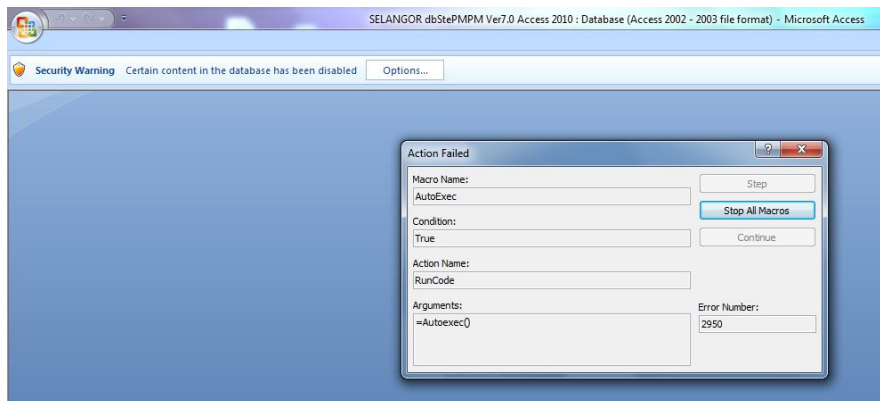 SELANGOR dbStePMPM Ver7.0 Access 2010 : Database (Access 2002 - 2003 file format) - Microsoft Access
Security Warning Certain content in the database has been disabled Options...
Action Failed
Macro Name:
AutoExec
Step
Stop All Macros
Condition:
True
Continue
Action Name:
RunCode
Arguments:
=Autoexec()
Error Number:
2950